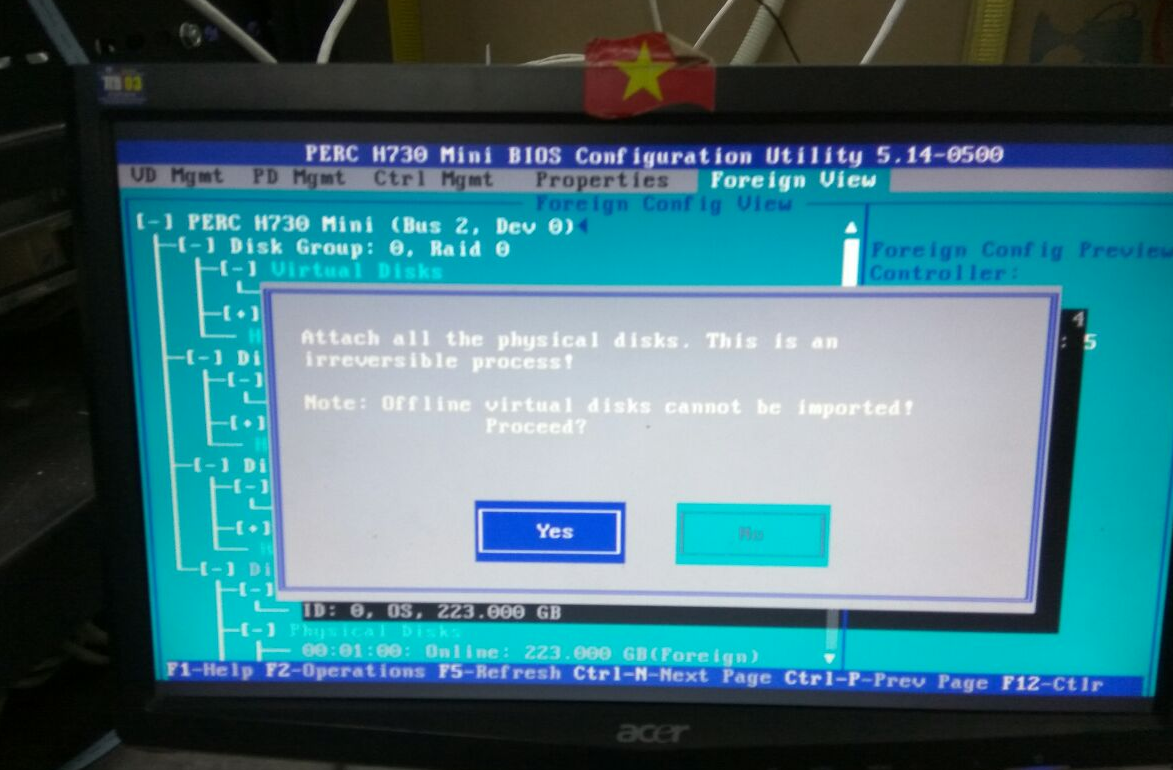 PERC H730 Mini BIOS Configuration Utility 5.14-0500
VD Mgmt PD Mgmt Ctrl Mgmt Properties Foreign View
Foreign Config View
[-] PERC H730 Mini (Bus 2, Dev 0)
[-] Disk Group: 0, Raid 0
[-] Virtual Disks
Foreign Config Preview
Controller:
[+]
4
: 5
[-] Di
[-]
[+]
[-] Di
[-]
[+]
[-] Di
[-]
Attach all the physical disks. This is an
irreversible process!
Note: Offline virtual disks cannot be imported!
Proceed?
Yes
No
ID: 0, OS, 223.000 GB
[-] Physical Disks
00:01:00: Online: 223.000 GB(Foreign)
F1-Help F2-Operations F5-Refresh Ctrl-N-Next Page Ctrl-P-Prev Page F12-Ctlr
acer